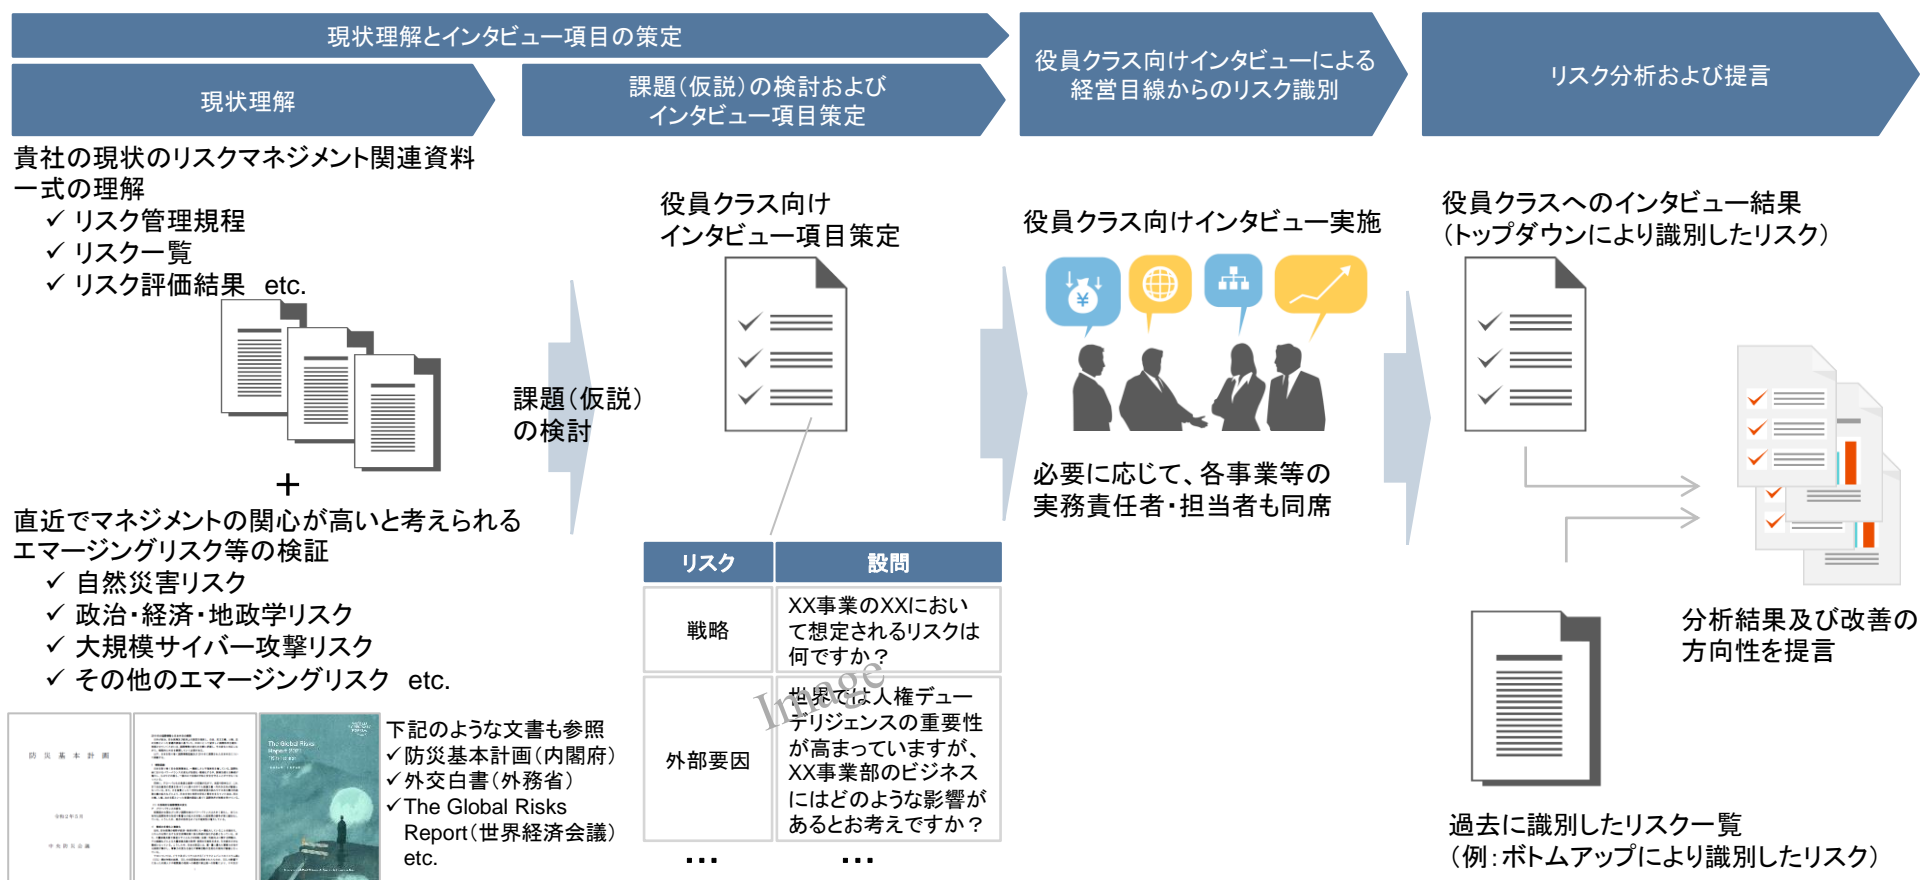 現状理解とインタビュー項目の策定
現状理解
課題(仮説)の検討および
インタビュー項目策定
役員クラス向けインタビューによる
経営目線からのリスク識別
リスク分析および提言
貴社の現状のリスクマネジメント関連資料
一式の理解
✓ リスク管理規程
✓ リスク一覧
✓ リスク評価結果 etc.
+
直近でマネジメントの関心が高いと考えられる
エマージングリスク等の検証
✓ 自然災害リスク
✓ 政治・経済・地政学リスク
✓ 大規模サイバー攻撃リスク
✓ その他のエマージングリスク etc.
防災基本計画
令和2年5月
中央防災会議
The Global Risks
Report 2021
下記のような文書も参照
✓防災基本計画(内閣府)
✓外交白書(外務省)
✓The Global Risks
Report(世界経済会議)
etc.
課題(仮説)
の検討
役員クラス向け
インタビュー項目策定
リスク
設問
戦略
XX事業のXXにおい
て想定されるリスクは
何ですか?
外部要因
世界では人権デュー
デリジェンスの重要性
が高まっていますが、
XX事業部のビジネス
にはどのような影響が
あるとお考えですか?
…
…
Image
役員クラス向けインタビュー実施
¥
必要に応じて、各事業等の
実務責任者・担当者も同席
役員クラスへのインタビュー結果
(トップダウンにより識別したリスク)
分析結果及び改善の
方向性を提言
過去に識別したリスク一覧
(例:ボトムアップにより識別したリスク)